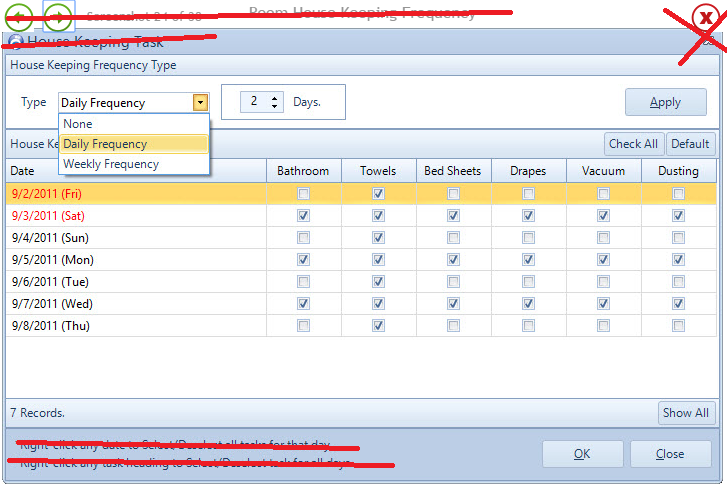 Screenshot of
Room House Keeping Frequency
House Keeping Task
House Keeping Frequency Type
Type Daily Frequency 2 Days. Apply
None
Daily Frequency
Weekly Frequency
House Check All Default
Date Bathroom Towels Bed Sheets Drapes Vacuum Dusting
9/2/2011 (Fri)
9/3/2011 (Sat)
9/4/2011 (Sun)
9/5/2011 (Mon)
9/6/2011 (Tue)
9/7/2011 (Wed)
9/8/2011 (Thu)
7 Records. Show All
Right-click any date to Select/Deselect all tasks for that day
Right-click any task heading to Select/Deselect task for all days
OK Close